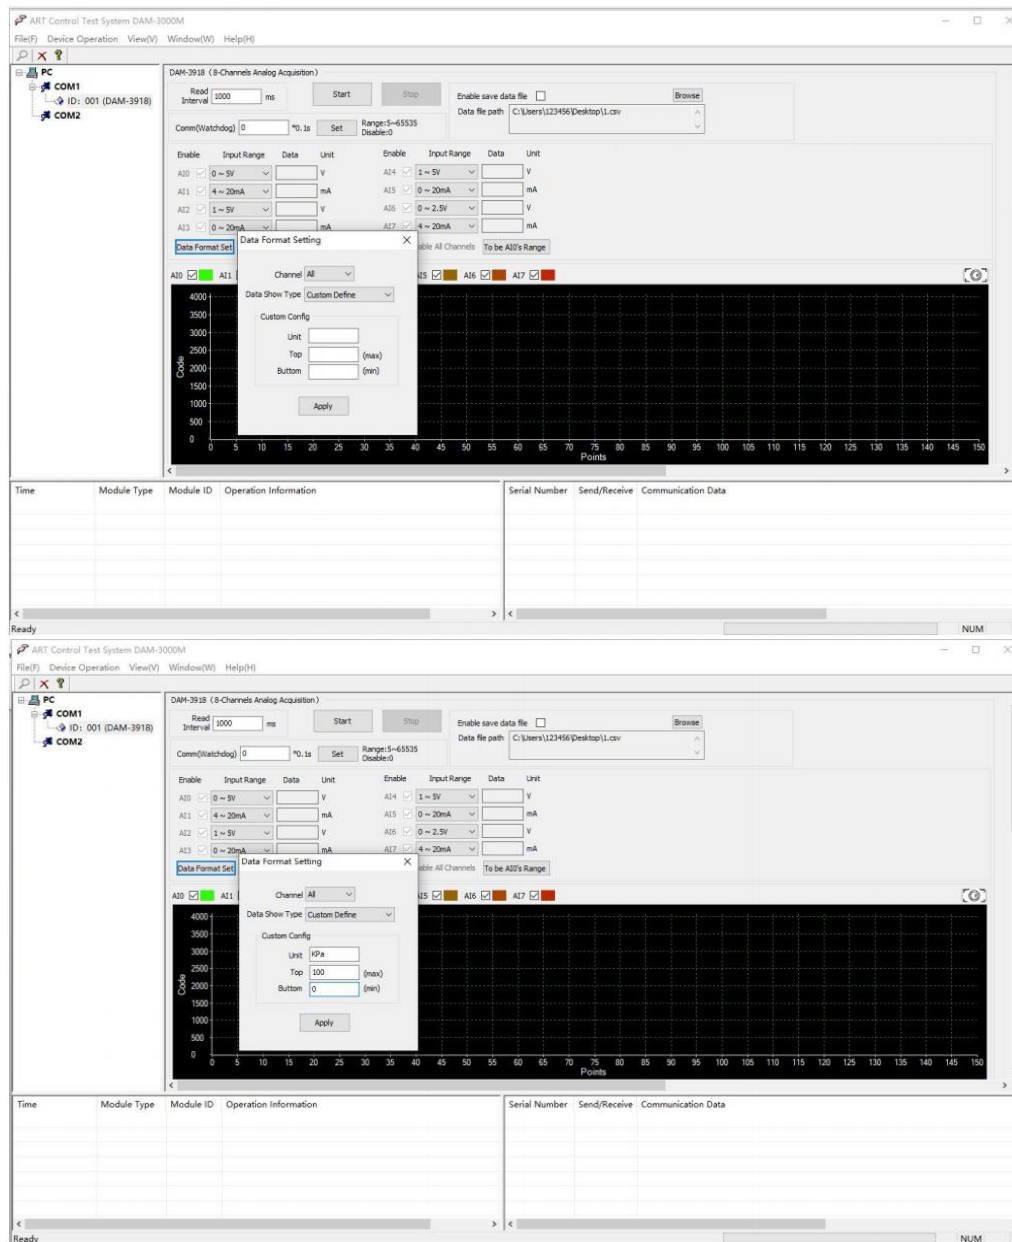 ART Control Test System DAM-3000M
File(F) Device Operation View(V) Window(W) Help(H)
PC
COM1
ID: 001 (DAM-3918)
COM2
DAM-3918 ( 8-Channels Analog Acquisition )
Read Interval 1000 ms Start Stop
Enable save data file Browse
Data file path C:\Users\123456\Desktop\1.csv
Comm(Watchdog) 0 *0.1s Set Range:5~65535 Disable:0
Enable Input Range Data Unit Enable Input Range Data Unit
AI0 0 ~ 5V V AI4 1 ~ 5V V
AI1 4 ~ 20mA mA AI5 0 ~ 20mA mA
AI2 1 ~ 5V V AI6 0 ~ 2.5V V
AI3 0 ~ 20mA mA AI7 4 ~ 20mA mA
Data Format Set able All Channels To be AI0's Range
Data Format Setting
Channel All
Data Show Type Custom Define
Custom Config
Unit
Top (max)
Buttom (min)
Apply
AI0 AI1 AI5 AI6 AI7
4000
3500
3000
2500
2000
1500
1000
500
0
Code
0 5 10 15 20 25 30 35 40 45 50 55 60 65 70 75 80 85 90 95 100 105 110 115 120 125 130 135 140 145 150
Points
Time Module Type Module ID Operation Information Serial Number Send/Receive Communication Data
Ready NUM
ART Control Test System DAM-3000M
File(F) Device Operation View(V) Window(W) Help(H)
PC
COM1
ID: 001 (DAM-3918)
COM2
DAM-3918 ( 8-Channels Analog Acquisition )
Read Interval 1000 ms Start Stop
Enable save data file Browse
Data file path C:\Users\123456\Desktop\1.csv
Comm(Watchdog) 0 *0.1s Set Range:5~65535 Disable:0
Enable Input Range Data Unit Enable Input Range Data Unit
AI0 0 ~ 5V V AI4 1 ~ 5V V
AI1 4 ~ 20mA mA AI5 0 ~ 20mA mA
AI2 1 ~ 5V V AI6 0 ~ 2.5V V
AI3 0 ~ 20mA mA AI7 4 ~ 20mA mA
Data Format Set able All Channels To be AI0's Range
Data Format Setting
Channel All
Data Show Type Custom Define
Custom Config
Unit KPa
Top 100 (max)
Buttom 0 (min)
Apply
AI0 AI1 AI5 AI6 AI7
4000
3500
3000
2500
2000
1500
1000
500
0
Code
0 5 10 15 20 25 30 35 40 45 50 55 60 65 70 75 80 85 90 95 100 105 110 115 120 125 130 135 140 145 150
Points
Time Module Type Module ID Operation Information Serial Number Send/Receive Communication Data
Ready NUM